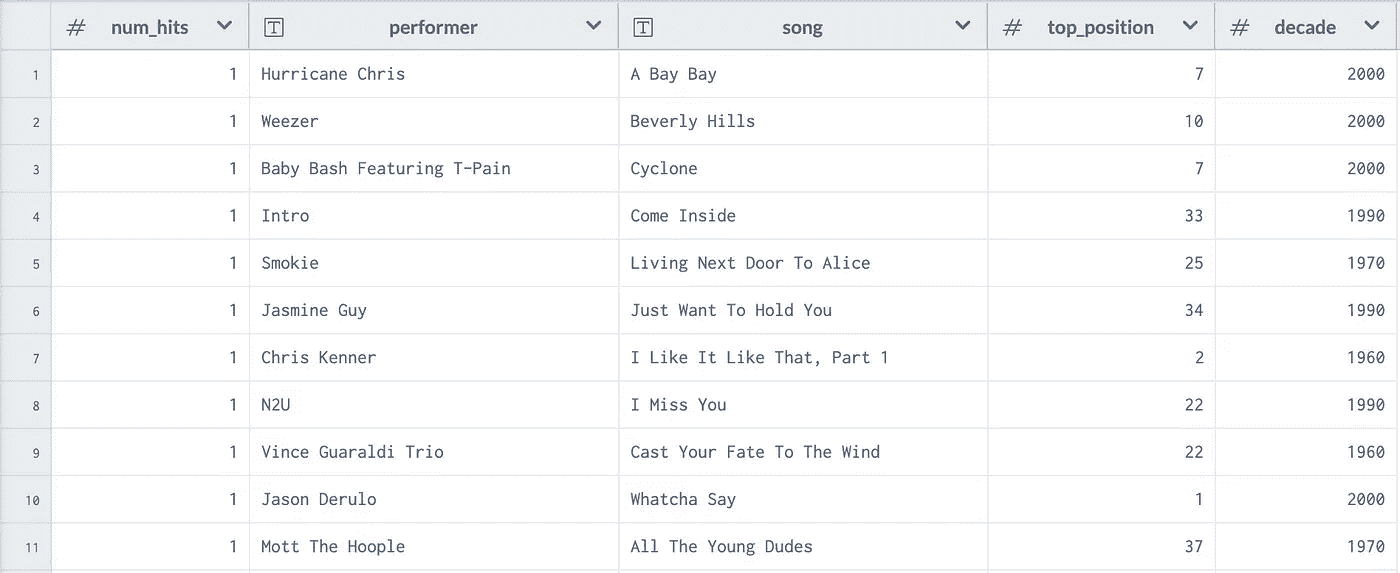 # num_hits T performer T song # top_position # decade
1 1 Hurricane Chris A Bay Bay 7 2000
2 1 Weezer Beverly Hills 10 2000
3 1 Baby Bash Featuring T-Pain Cyclone 7 2000
4 1 Intro Come Inside 33 1990
5 1 Smokie Living Next Door To Alice 25 1970
6 1 Jasmine Guy Just Want To Hold You 34 1990
7 1 Chris Kenner I Like It Like That, Part 1 2 1960
8 1 N2U I Miss You 22 1990
9 1 Vince Guaraldi Trio Cast Your Fate To The Wind 22 1960
10 1 Jason Derulo Whatcha Say 1 2000
11 1 Mott The Hoople All The Young Dudes 37 1970